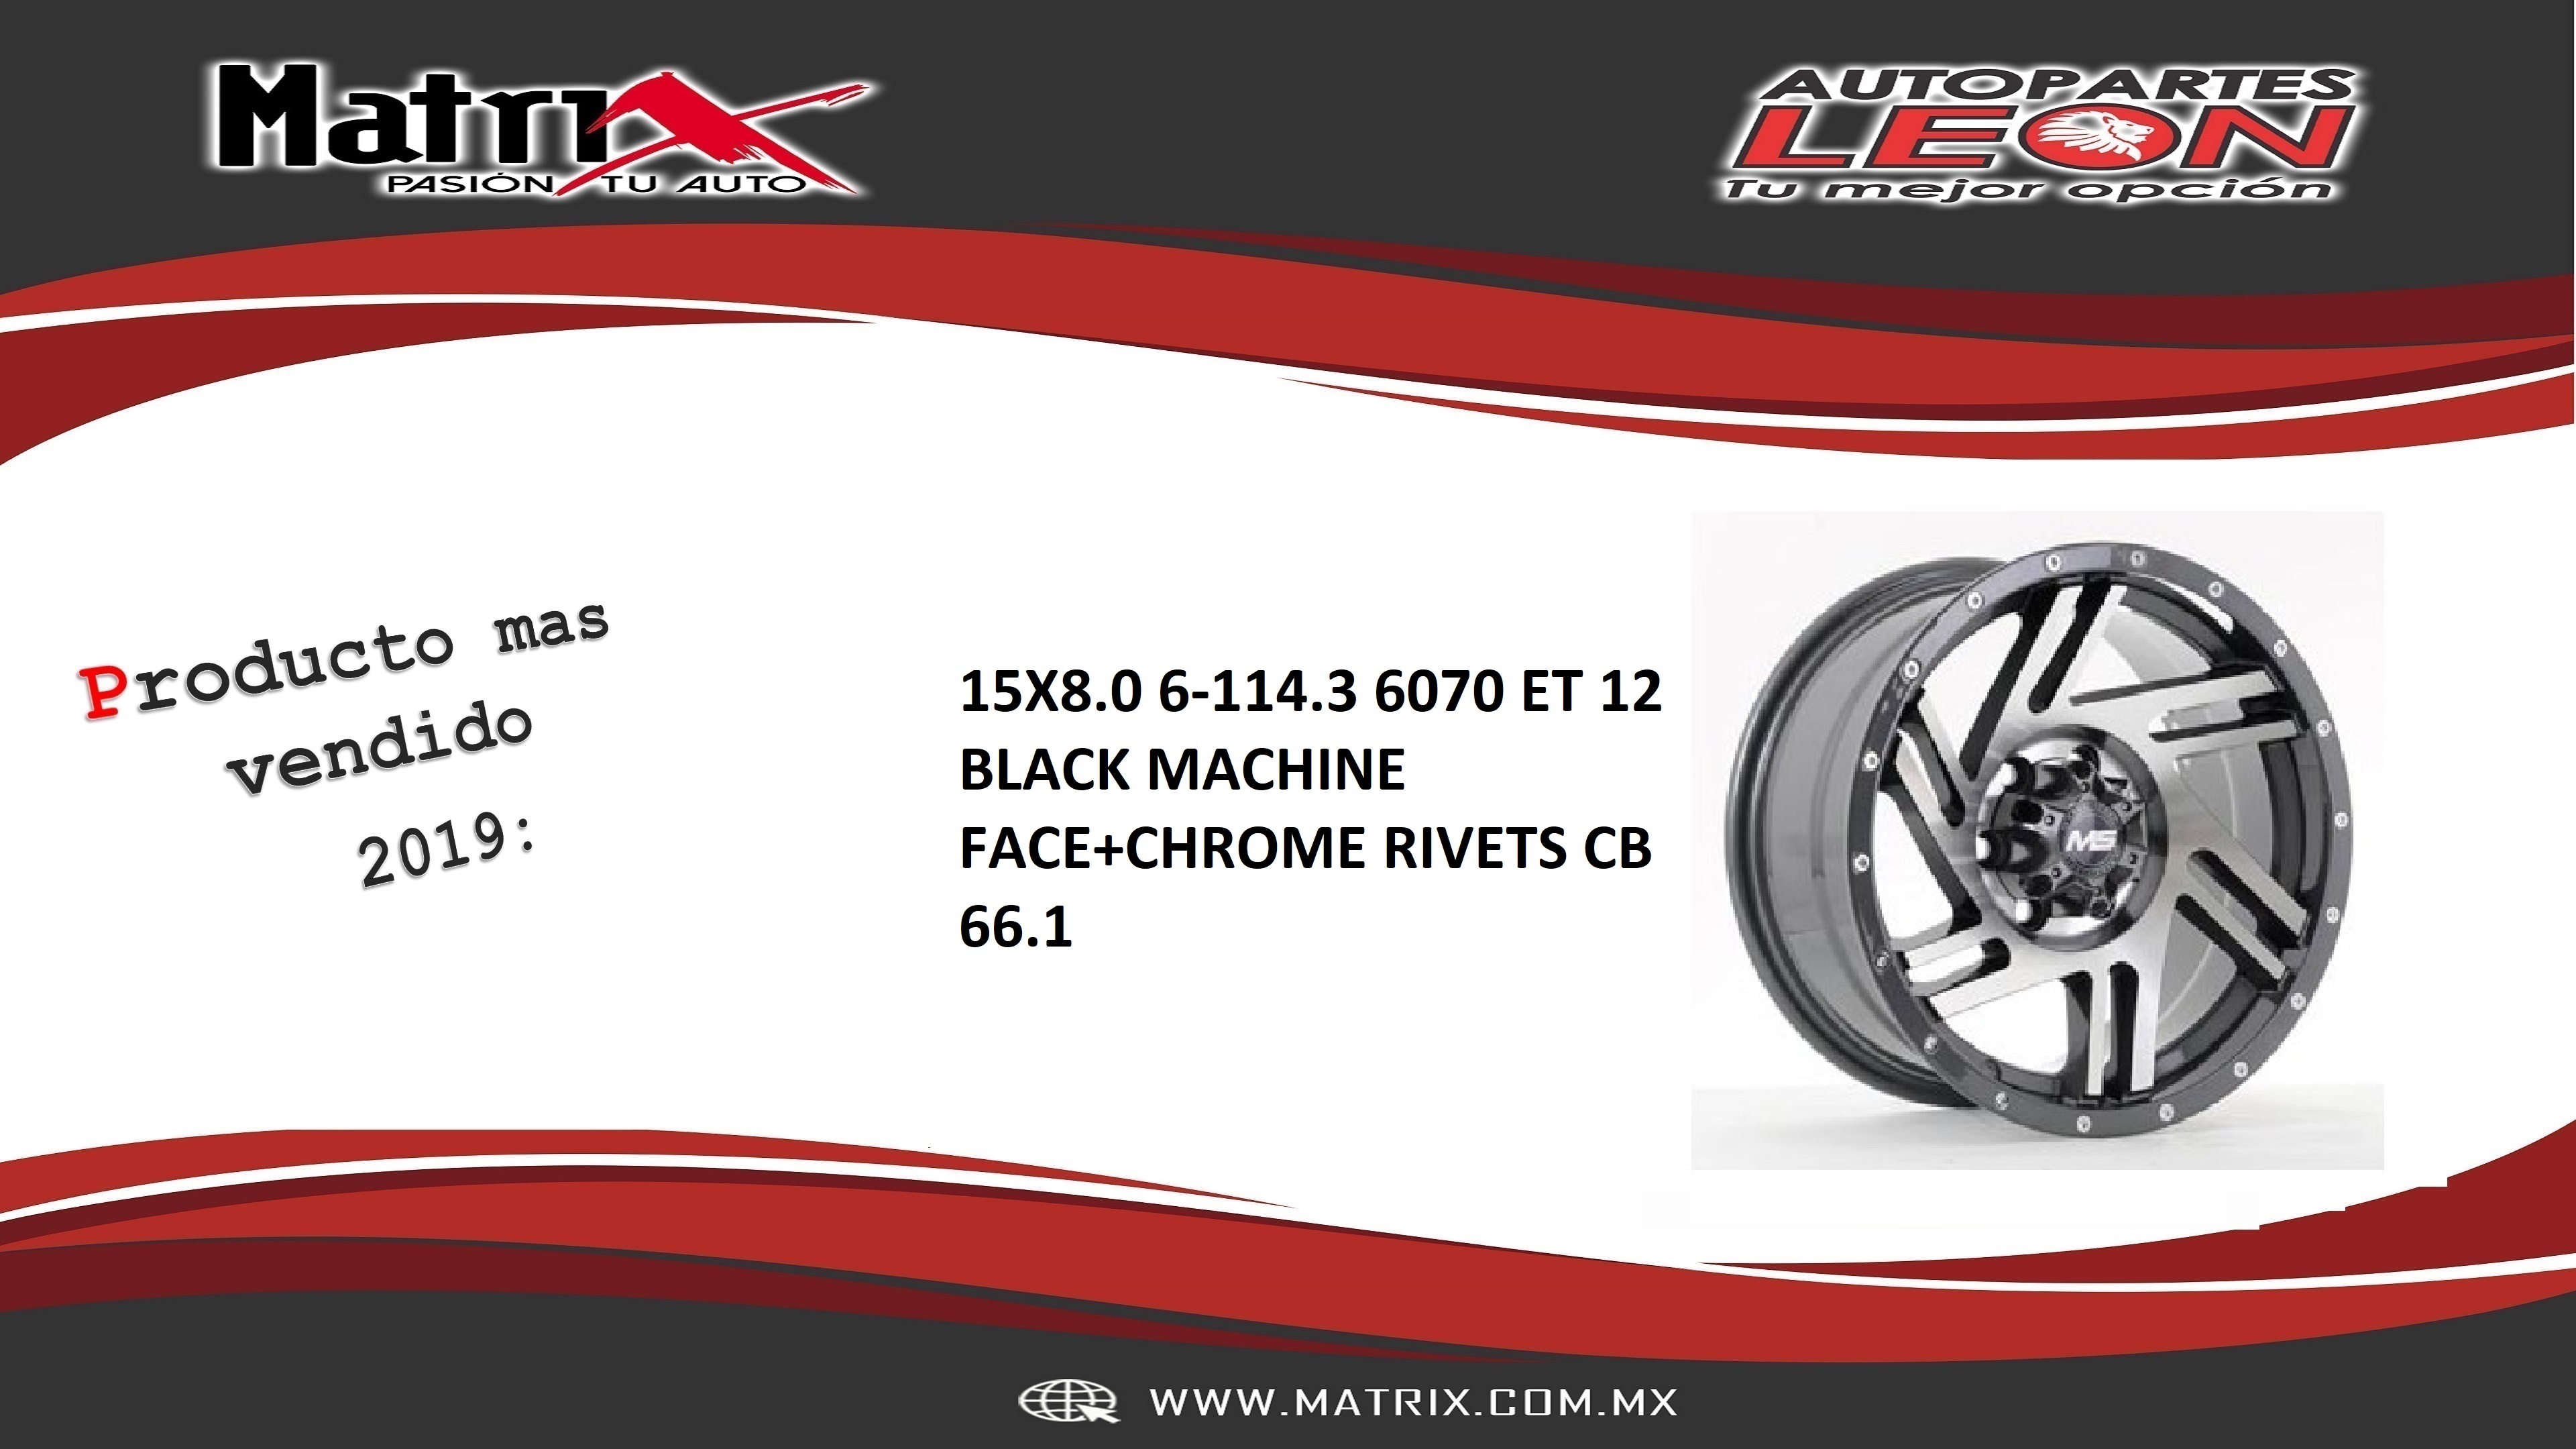 MatriX
PASIÓN TU AUTO
AUTOPARTES
LEON
Tu mejor opción
Producto mas
vendido
2019:
15X8.0 6-114.3 6070 ET 12
BLACK MACHINE
FACE+CHROME RIVETS CB
66.1
MS
WWW.MATRIX.COM.MX